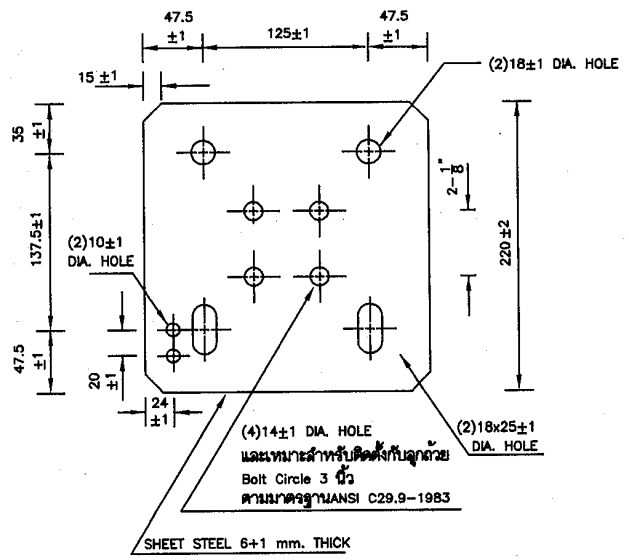 47.5
±1
125±1
47.5
±1
15±1
(2)18±1 DIA. HOLE
35
±1
2-1/8"
137.5±1
220±2
(2)10±1
DIA. HOLE
47.5
±1
20
±1
24
±1
(2)18x25±1
DIA. HOLE
(4)14±1 DIA. HOLE
และเหมาะสำหรับติดตั้งกับลูกถ้วย
Bolt Circle 3 นิ้ว
ตามมาตรฐานANSI C29.9-1983
SHEET STEEL 6+1 mm. THICK